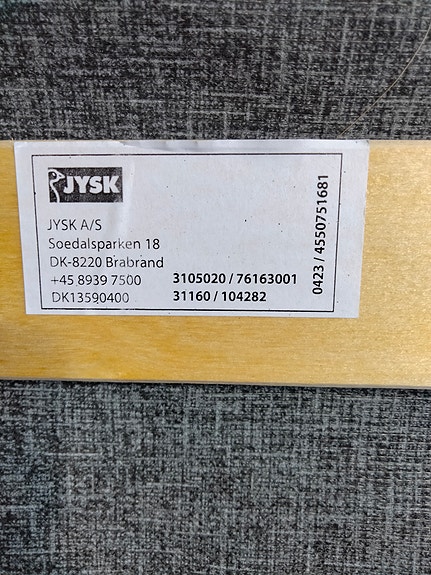 JYSK
JYSK A/S
Soedalsparken 18
DK-8220 Brabrand
+45 8939 7500 3105020 / 76163001
DK13590400 31160 / 104282
0423 / 4550751681